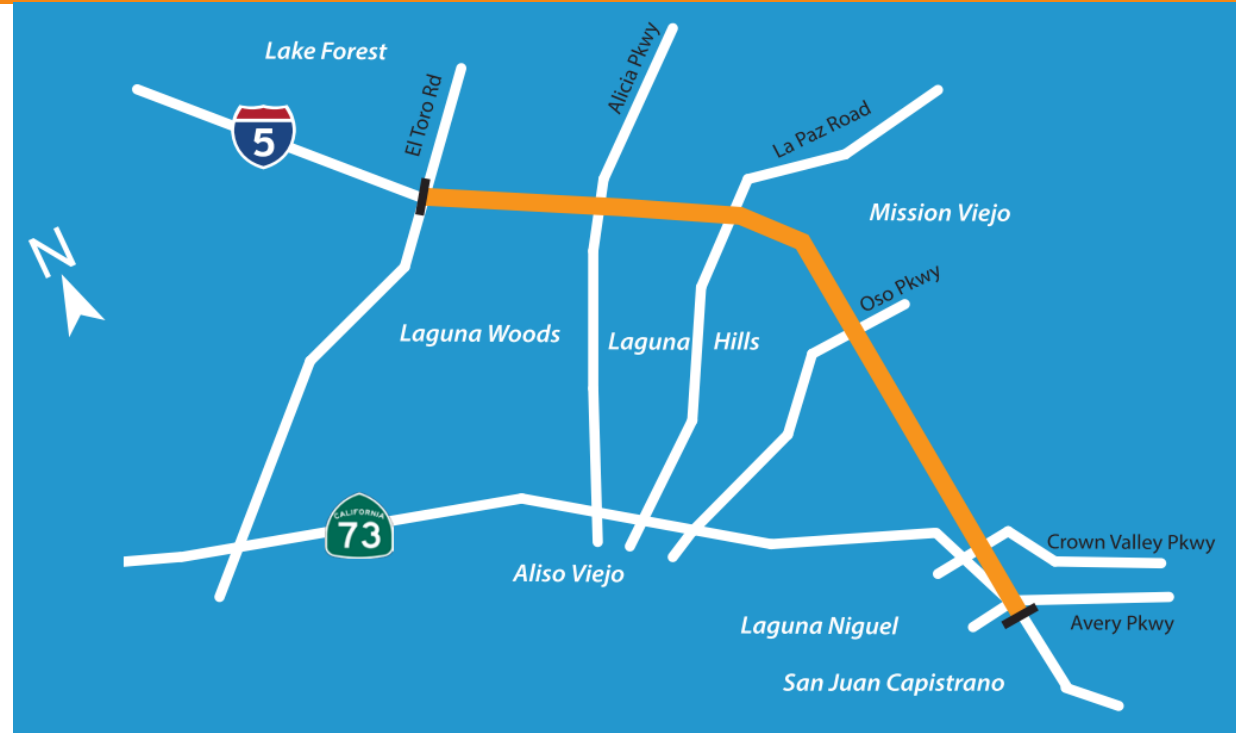 Lake Forest
5
El Toro Rd
Alicia Pkwy
La Paz Road
Mission Viejo
N
Oso Pkwy
Laguna Woods
Laguna Hills
CALIFORNIA
73
Aliso Viejo
Crown Valley Pkwy
Laguna Niguel
Avery Pkwy
San Juan Capistrano